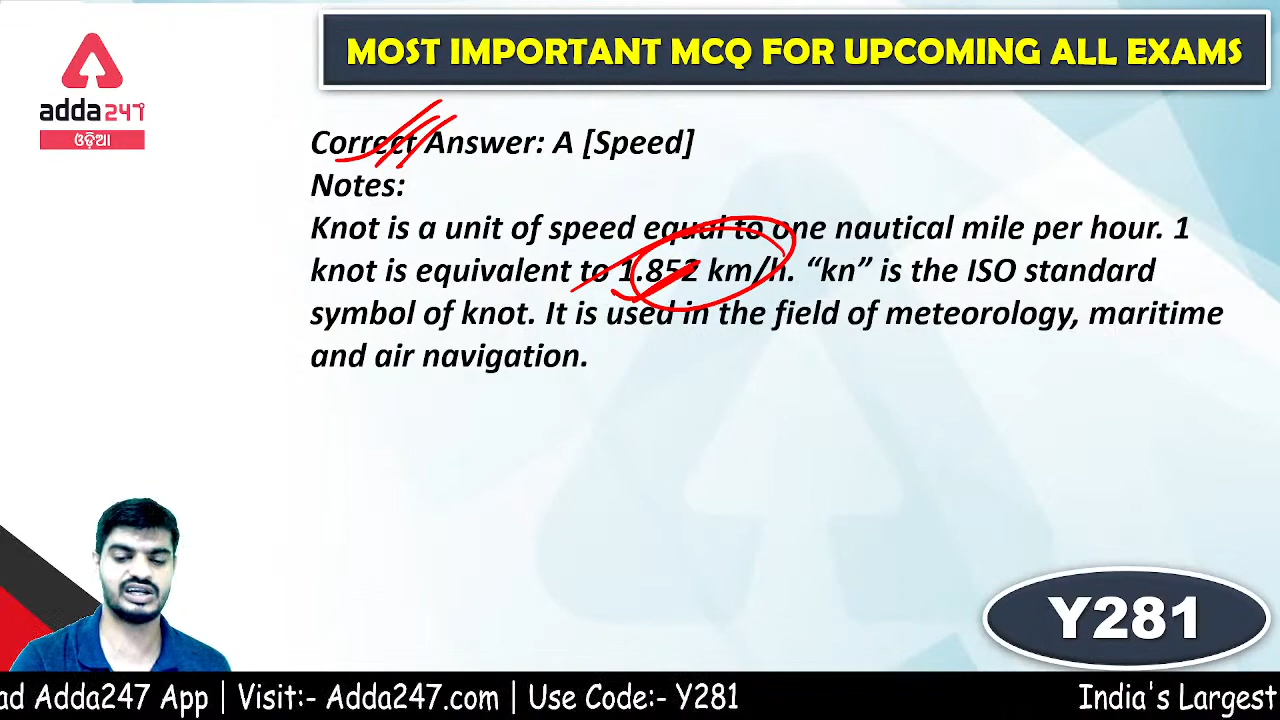 MOST IMPORTANT MCQ FOR UPCOMING ALL EXAMS
adda247
ଓଡ଼ିଆ
Correct Answer: A [Speed]
Notes:
Knot is a unit of speed equal to one nautical mile per hour. 1
knot is equivalent to 1.852 km/h. “kn” is the ISO standard
symbol of knot. It is used in the field of meteorology, maritime
and air navigation.
Y281
ad Adda247 App | Visit:- Adda247.com | Use Code:- Y281 India's Largest